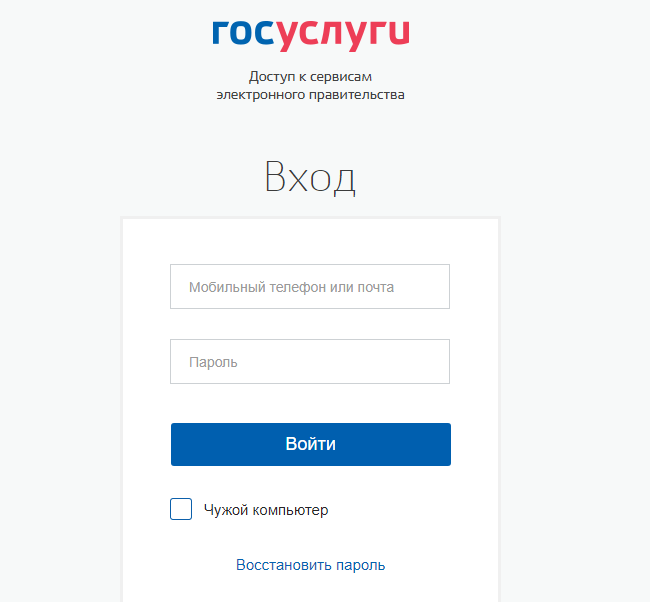 госуслуги
Доступ к сервисам
электронного правительства
Вход
Мобильный телефон или почта
Пароль
Войти
Чужой компьютер
Восстановить пароль